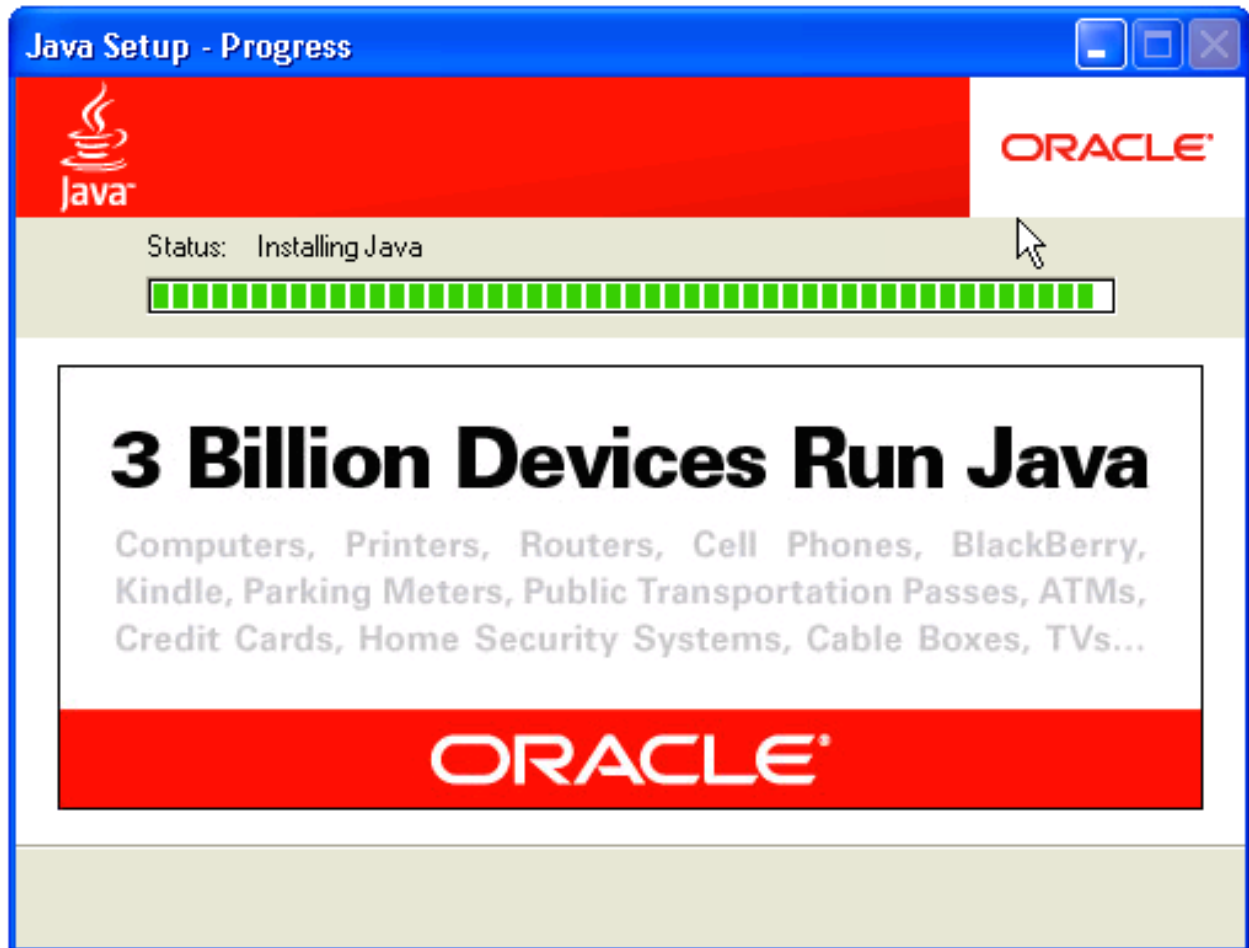 Java Setup - Progress
Java™
ORACLE®
Status: Installing Java
3 Billion Devices Run Java
Computers, Printers, Routers, Cell Phones, BlackBerry,
Kindle, Parking Meters, Public Transportation Passes, ATMs,
Credit Cards, Home Security Systems, Cable Boxes, TVs...
ORACLE®